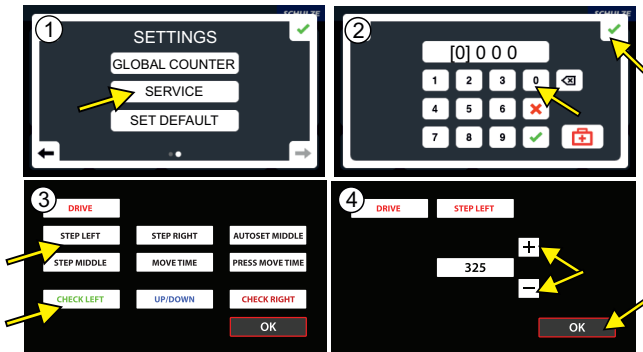 1
SCHULZE
SETTINGS
GLOBAL COUNTER
SERVICE
SET DEFAULT
2
SCHULZE
[0] 0 0 0
1 2 3 0
4 5 6
7 8 9
3
DRIVE
STEP LEFT STEP RIGHT AUTOSET MIDDLE
STEP MIDDLE MOVE TIME PRESS MOVE TIME
CHECK LEFT UP/DOWN CHECK RIGHT
OK
4
DRIVE STEP LEFT
+
325
−
OK